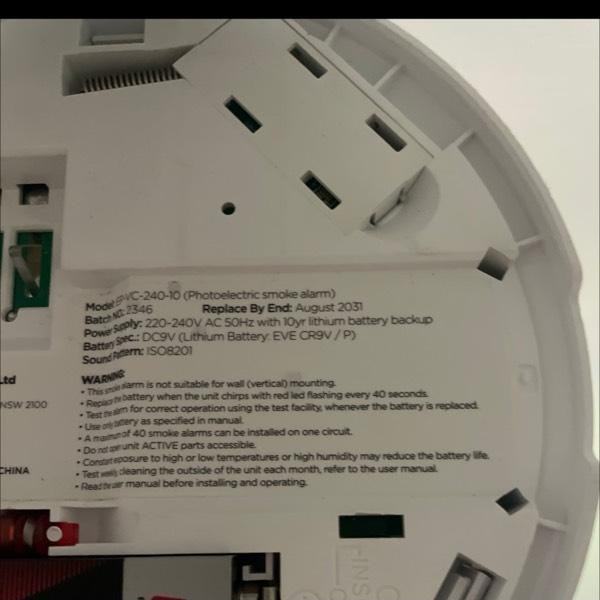 Model: EP-VC-240-10 (Photoelectric smoke alarm)
Batch NO: 2346 Replace By End: August 2031
Power Supply: 220-240V AC 50Hz with 10yr lithium battery backup
Battery Spec.: DC9V (Lithium Battery: EVE CR9V / P)
Sound Pattern: ISO8201
Ltd
NSW 2100
CHINA
WARNING:
• This smoke alarm is not suitable for wall (vertical) mounting.
• Replace the battery when the unit chirps with red led flashing every 40 seconds.
• Test the alarm for correct operation using the test facility, whenever the battery is replaced.
• Use only battery as specified in manual.
• A maximum of 40 smoke alarms can be installed on one circuit.
• Do not open unit ACTIVE parts accessible.
• Constant exposure to high or low temperatures or high humidity may reduce the battery life.
• Test weekly, cleaning the outside of the unit each month, refer to the user manual.
• Read the user manual before installing and operating.